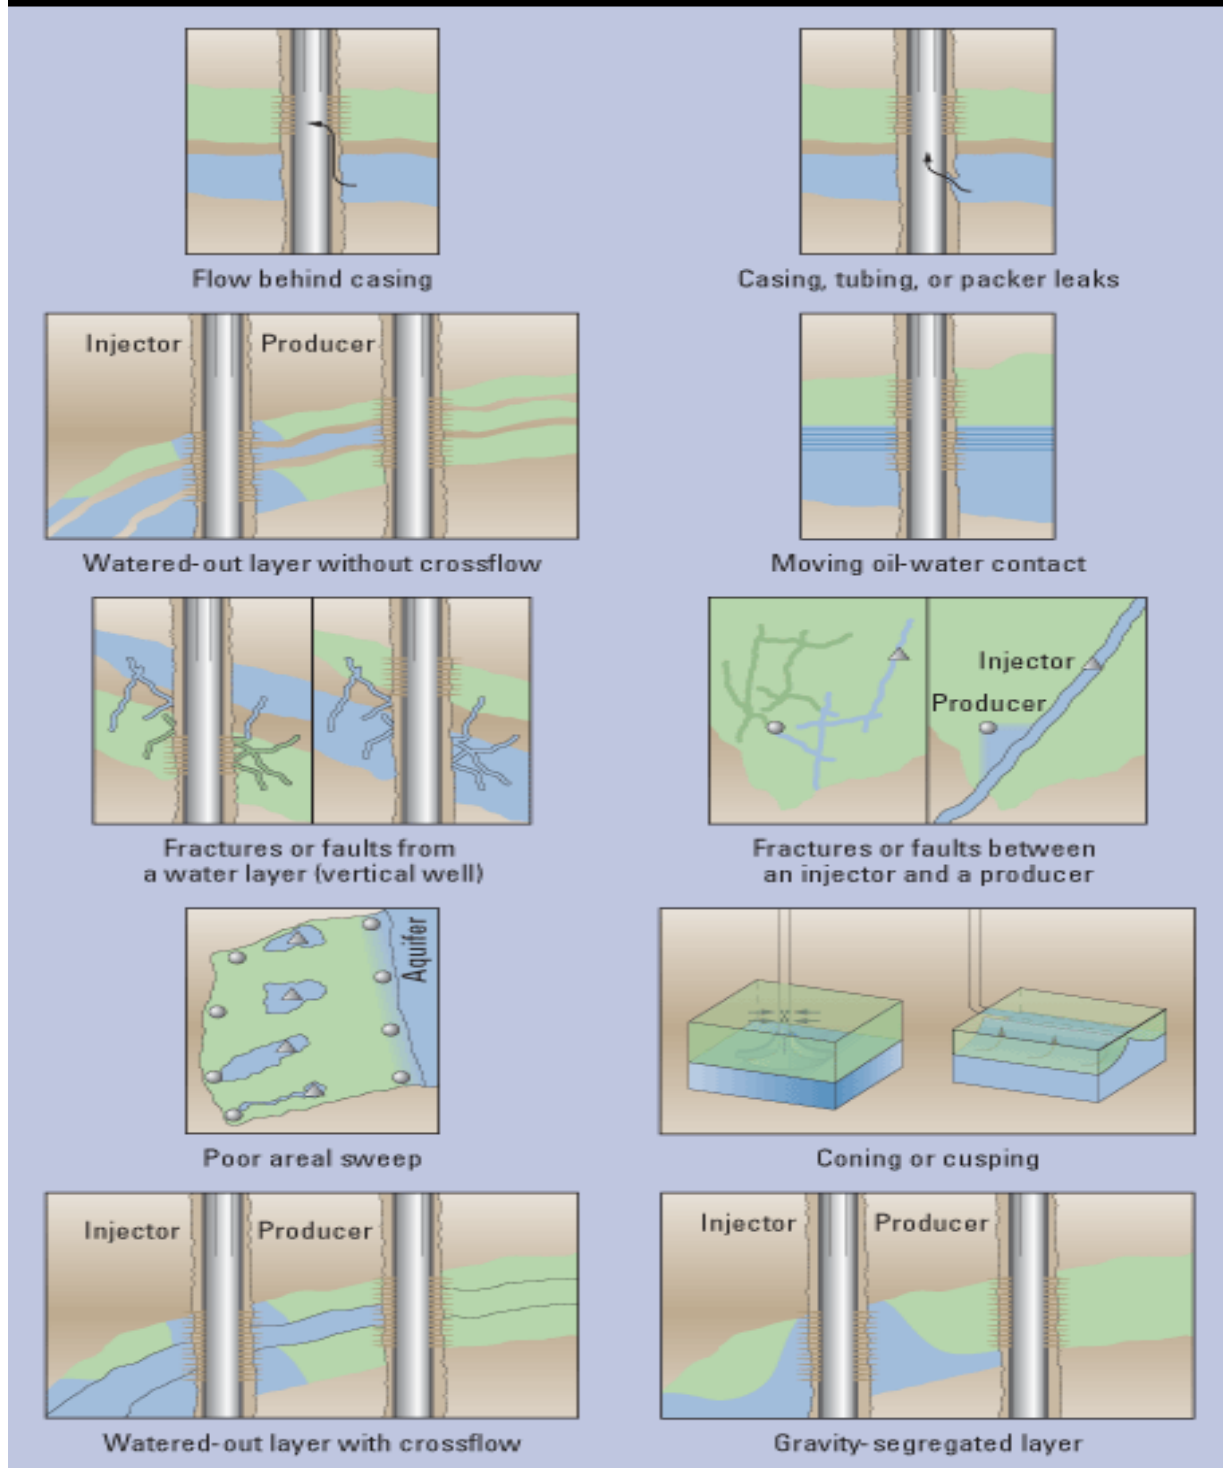 Flow behind casing
Casing, tubing, or packer leaks
Injector
Producer
Watered-out layer without crossflow
Moving oil-water contact
Fractures or faults from
a water layer (vertical well)
Injector
Producer
Fractures or faults between
an injector and a producer
Aquifer
Poor areal sweep
Coning or cusping
Injector
Producer
Watered-out layer with crossflow
Injector
Producer
Gravity-segregated layer